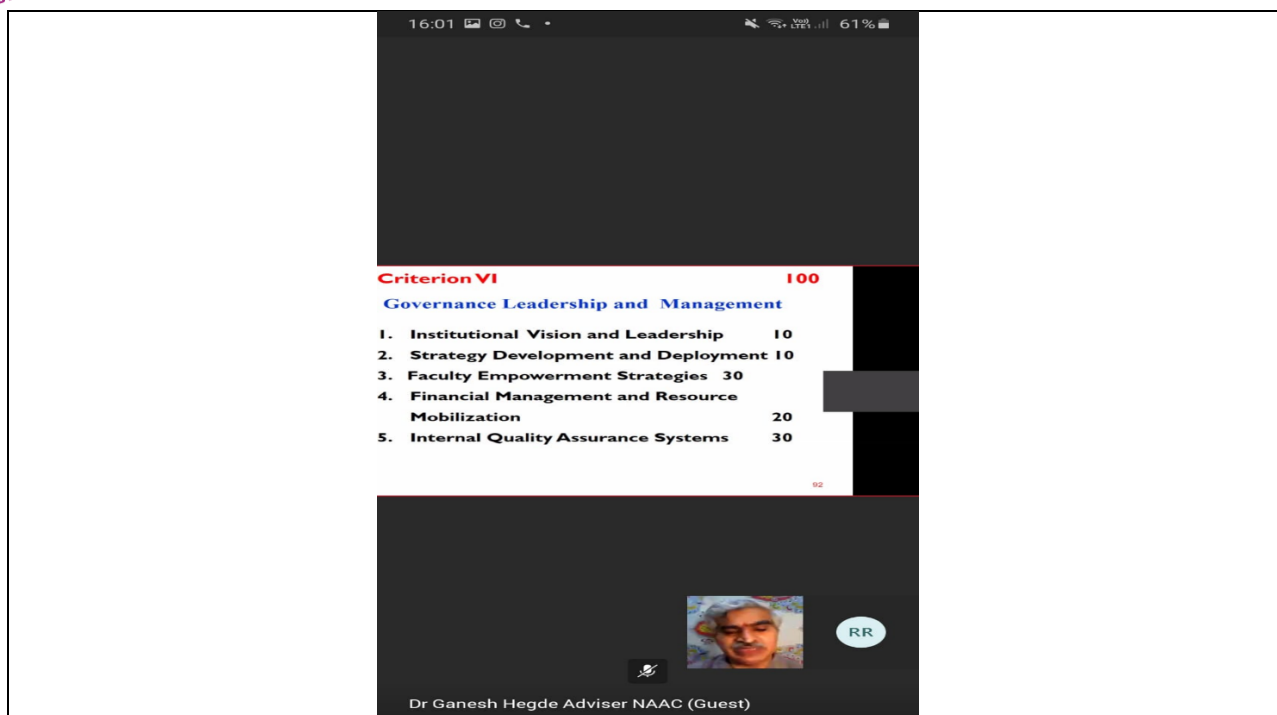 16:01
Vo))
LTE1
61%
Criterion VI 100
Governance Leadership and Management
1. Institutional Vision and Leadership 10
2. Strategy Development and Deployment 10
3. Faculty Empowerment Strategies 30
4. Financial Management and Resource
Mobilization 20
5. Internal Quality Assurance Systems 30
92
RR
Dr Ganesh Hegde Adviser NAAC (Guest)